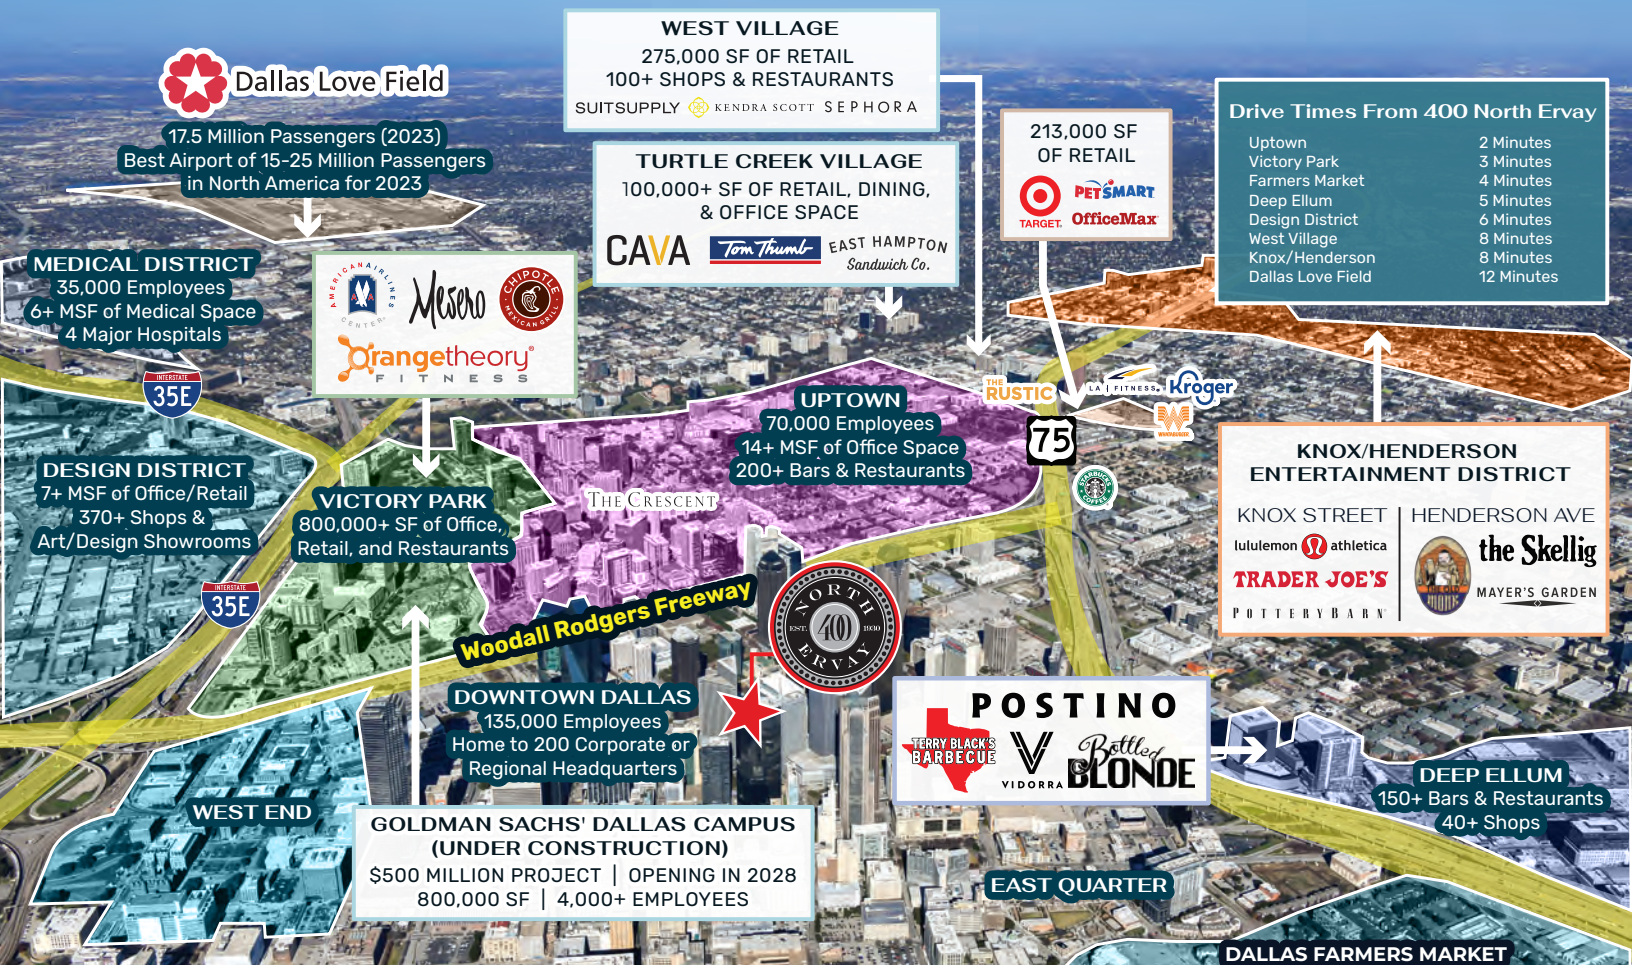 WEST VILLAGE
275,000 SF OF RETAIL
100+ SHOPS & RESTAURANTS
SUITSUPPLY KENDRA SCOTT SEPHORA
Dallas Love Field
17.5 Million Passengers (2023)
Best Airport of 15-25 Million Passengers
in North America for 2023
TURTLE CREEK VILLAGE
100,000+ SF OF RETAIL, DINING,
& OFFICE SPACE
CAVA Tom Thumb EAST HAMPTON
Sandwich Co.
213,000 SF
OF RETAIL
TARGET. PETSMART
OfficeMax
Drive Times From 400 North Ervay
Uptown 2 Minutes
Victory Park 3 Minutes
Farmers Market 4 Minutes
Deep Ellum 5 Minutes
Design District 6 Minutes
West Village 8 Minutes
Knox/Henderson 8 Minutes
Dallas Love Field 12 Minutes
MEDICAL DISTRICT
35,000 Employees
6+ MSF of Medical Space
4 Major Hospitals
AMERICAN AIRLINES
CENTER
Mesero
CHIPOTLE
MEXICAN GRILL
Orangetheory®
FITNESS
INTERSTATE
35E
THE
RUSTIC
LA FITNESS.
Kroger
WHATABURGER
75
STARBUCKS
COFFEE
UPTOWN
70,000 Employees
14+ MSF of Office Space
200+ Bars & Restaurants
THE CRESCENT
DESIGN DISTRICT
7+ MSF of Office/Retail
370+ Shops &
Art/Design Showrooms
VICTORY PARK
800,000+ SF of Office,
Retail, and Restaurants
INTERSTATE
35E
KNOX/HENDERSON
ENTERTAINMENT DISTRICT
KNOX STREET
lululemon athletica
TRADER JOE'S
POTTERY BARN
HENDERSON AVE
THE OLD
MONK
the Skellig
MAYER'S GARDEN
Woodall Rodgers Freeway
NORTH
EST. 400 1930
ERVAY
DOWNTOWN DALLAS
135,000 Employees
Home to 200 Corporate or
Regional Headquarters
POSTINO
TERRY BLACK'S
BARBECUE
VIDORRA
Bottled
BLONDE
DEEP ELLUM
150+ Bars & Restaurants
40+ Shops
WEST END
GOLDMAN SACHS' DALLAS CAMPUS
(UNDER CONSTRUCTION)
$500 MILLION PROJECT | OPENING IN 2028
800,000 SF | 4,000+ EMPLOYEES
EAST QUARTER
DALLAS FARMERS MARKET